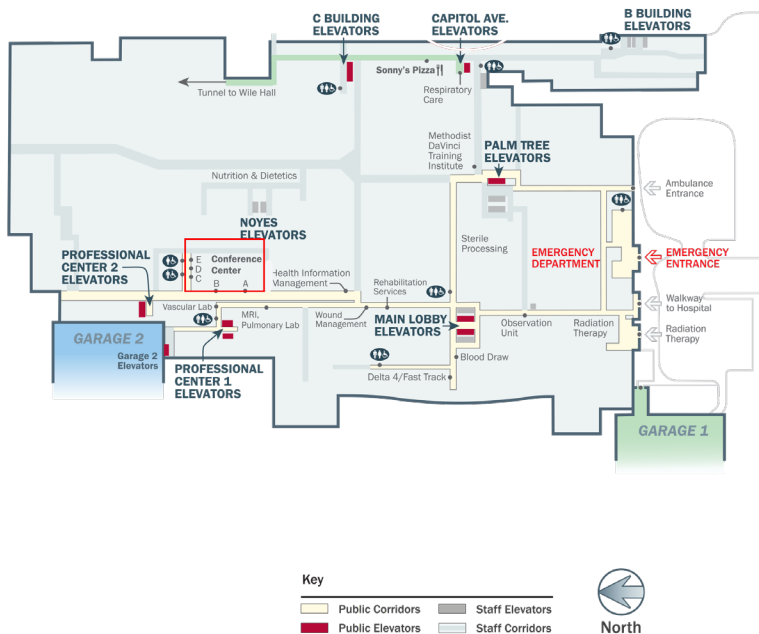 C BUILDING
ELEVATORS
CAPITOL AVE.
ELEVATORS
B BUILDING
ELEVATORS
Sonny's Pizza
Tunnel to Wile Hall
Respiratory
Care
Methodist
DaVinci
Training
Institute
PALM TREE
ELEVATORS
Nutrition & Dietetics
Ambulance
Entrance
NOYES
ELEVATORS
Sterile
Processing
EMERGENCY
DEPARTMENT
EMERGENCY
ENTRANCE
PROFESSIONAL
CENTER 2
ELEVATORS
E
D
C
Conference
Center
B
A
Health Information
Management
Rehabilitation
Services
Vascular Lab
MRI,
Pulmonary Lab
Wound
Management
MAIN LOBBY
ELEVATORS
Observation
Unit
Radiation
Therapy
Walkway
to Hospital
Radiation
Therapy
GARAGE 2
Garage 2
Elevators
PROFESSIONAL
CENTER 1
ELEVATORS
Blood Draw
Delta 4/Fast Track
GARAGE 1
Key
Public Corridors
Staff Elevators
Public Elevators
Staff Corridors
North